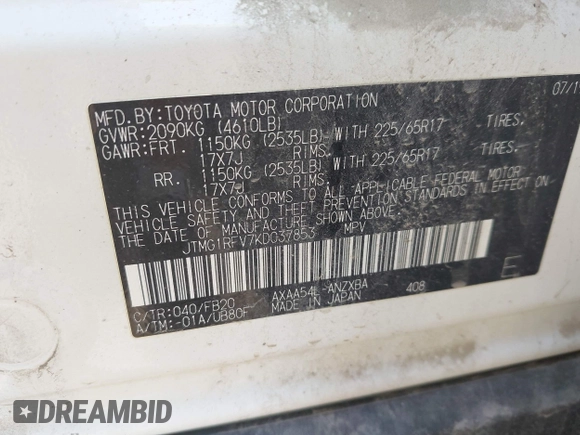 MFD.BY:TOYOTA MOTOR CORPORATION 07/1
GVWR:2090KG (4610LB)
GAWR:FRT. 1150KG (2535LB) WITH 225/65R17 TIRES.
17X7J RIMS.
RR. 1150KG (2535LB) WITH 225/65R17 TIRES.
17X7J RIMS.
THIS VEHICLE CONFORMS TO ALL APPLICABLE FEDERAL MOTOR
VEHICLE SAFETY AND THEFT PREVENTION STANDARDS
IN EFFECT ON THE DATE OF
MANUFACTURE SHOWN ABOVE.
JTMG1RFV7KD037853 MPV
C/TR:040/FB20 AXAA54L-ANZXBA 408 E
A/TM:-01A/UB80F MADE IN JAPAN
DREAMBID